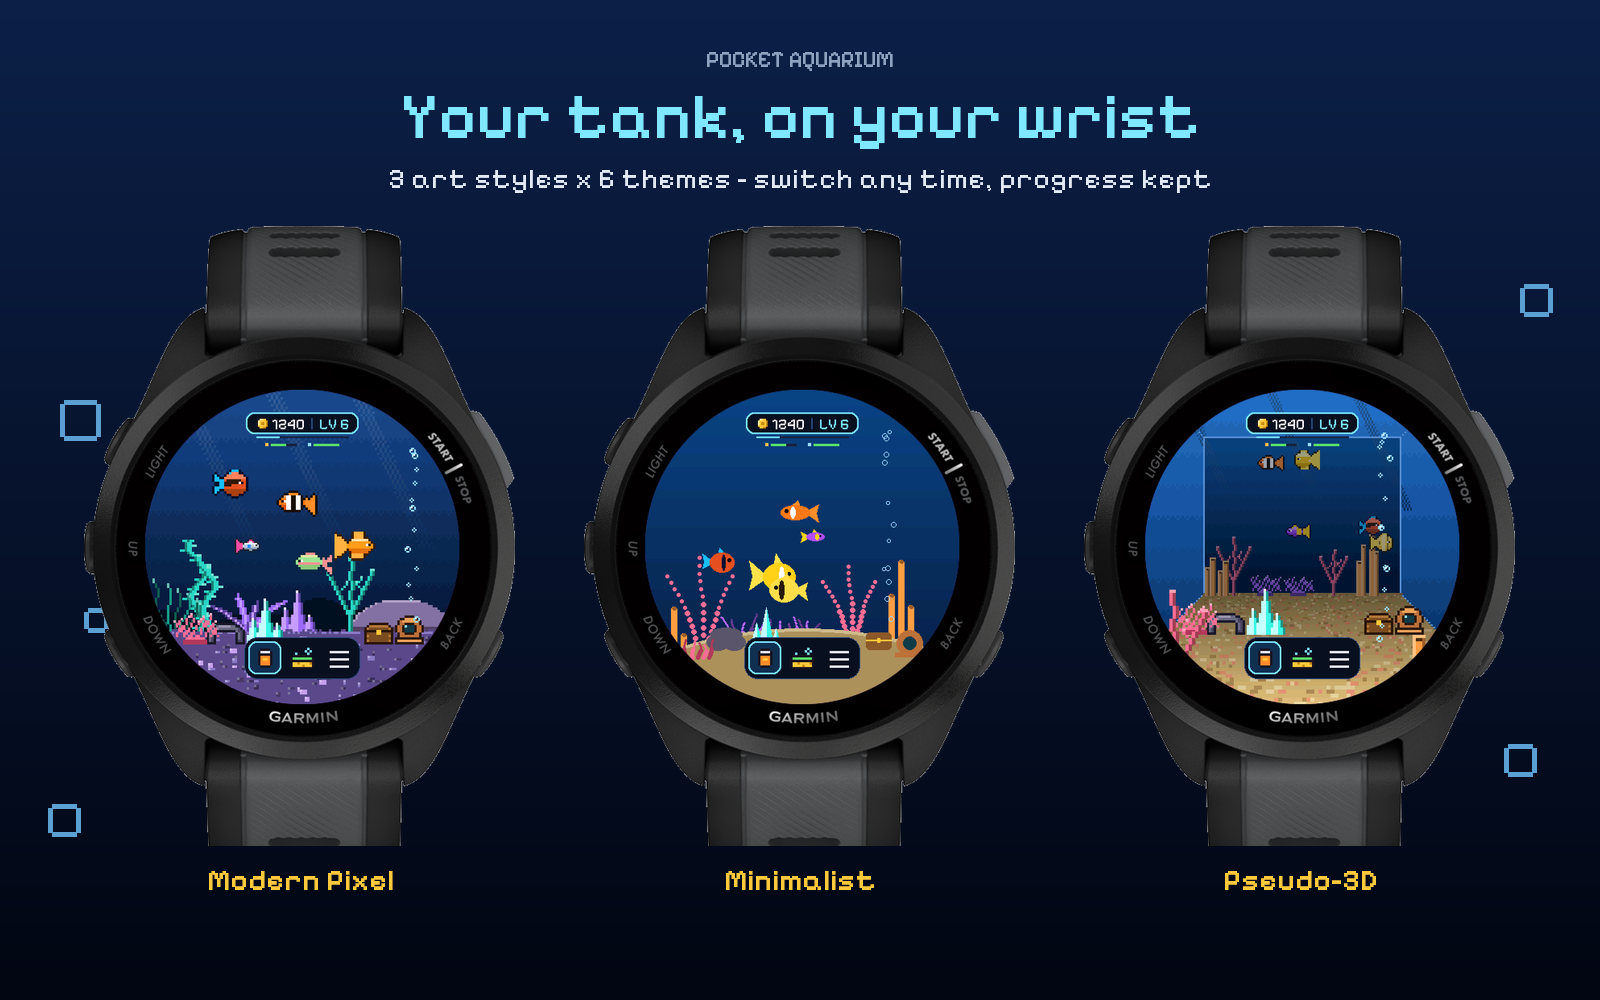 POCKET AQUARIUM
Your tank, on your wrist
3 art styles x 6 themes - switch any time, progress kept
1240 | LV 6
LIGHT
START
STOP
UP
DOWN
BACK
GARMIN
1240 | LV 6
LIGHT
START
STOP
UP
DOWN
BACK
GARMIN
1240 | LV 6
LIGHT
START
STOP
UP
DOWN
BACK
GARMIN
Modern Pixel
Minimalist
Pseudo-3D